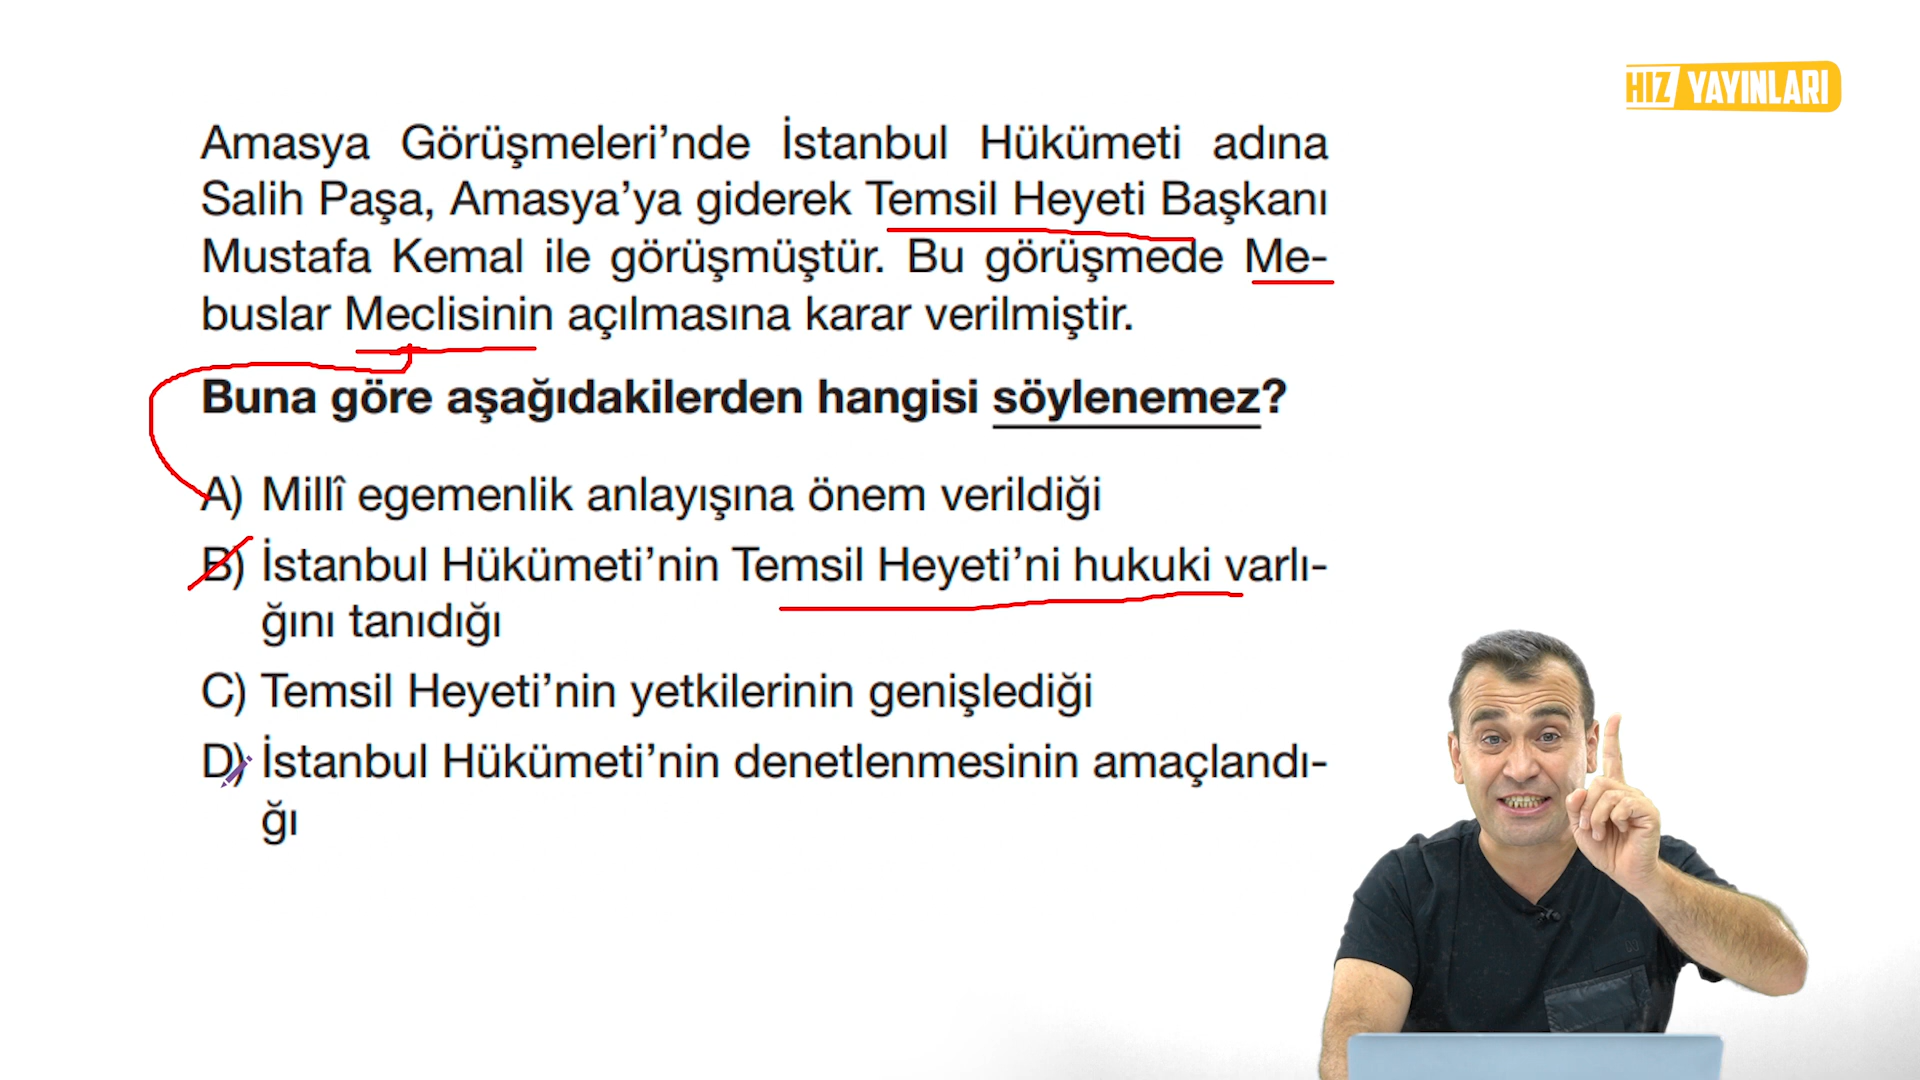 HIZ YAYINLARI
Amasya Görüşmeleri’nde İstanbul Hükümeti adına
Salih Paşa, Amasya’ya giderek Temsil Heyeti Başkanı
Mustafa Kemal ile görüşmüştür. Bu görüşmede Me-
buslar Meclisinin açılmasına karar verilmiştir.
Buna göre aşağıdakilerden hangisi söylenemez?
A) Millî egemenlik anlayışına önem verildiği
B) İstanbul Hükümeti’nin Temsil Heyeti’ni hukuki varlı-
ğını tanıdığı
C) Temsil Heyeti’nin yetkilerinin genişlediği
D) İstanbul Hükümeti’nin denetlenmesinin amaçlandı-
ğı